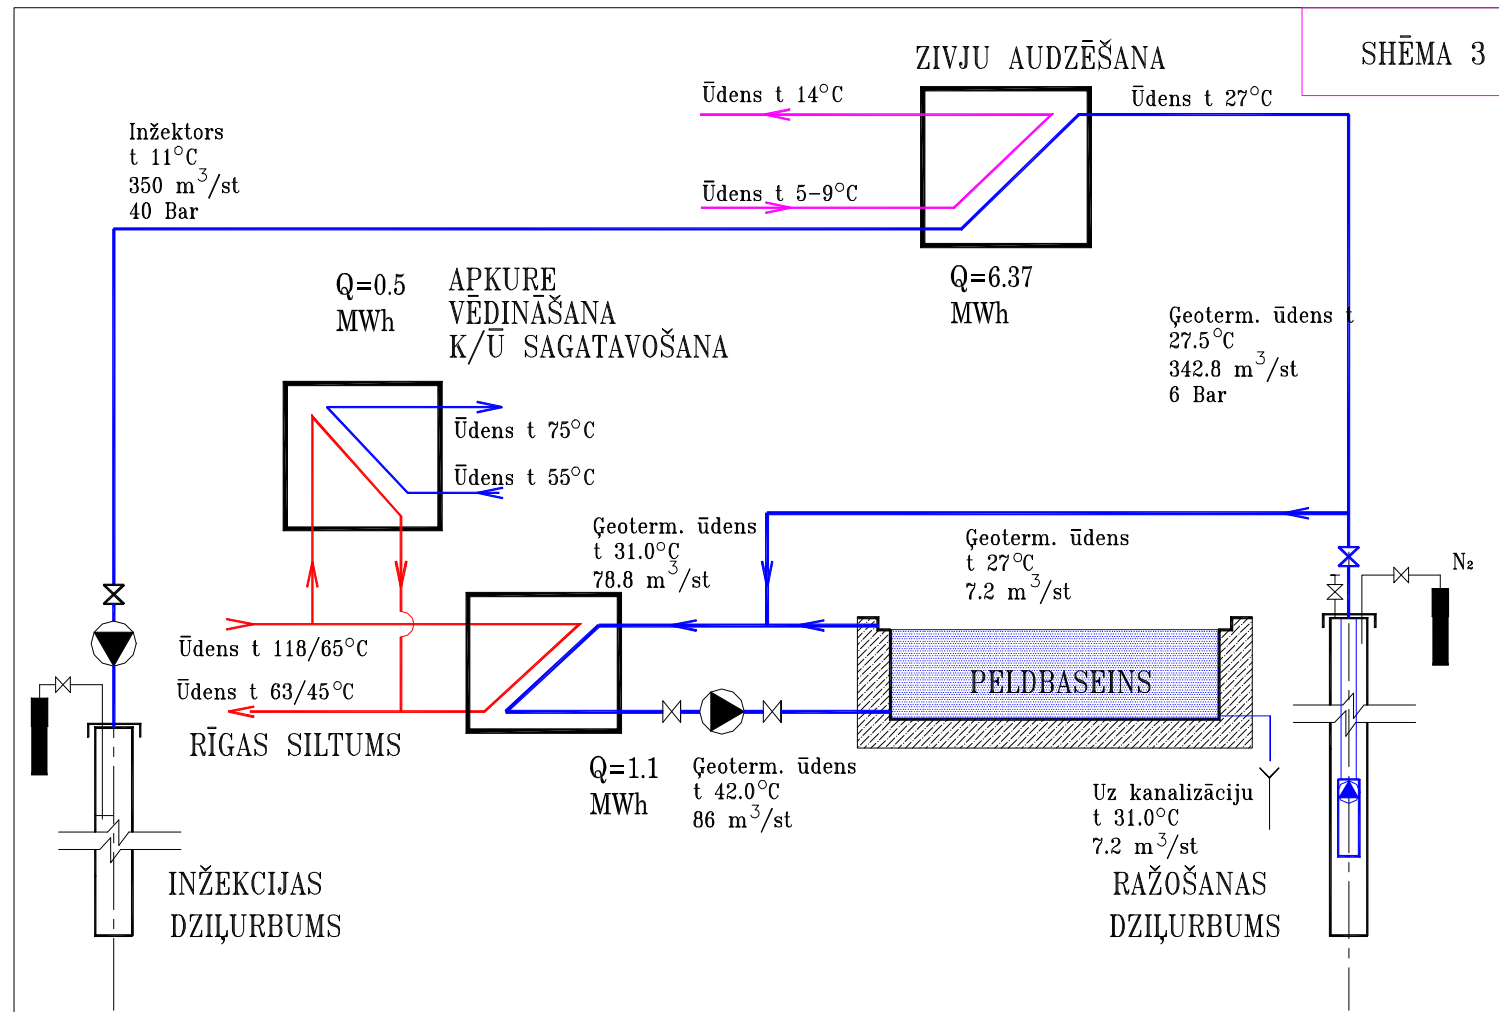 SHĒMA 3
ZIVJU AUDZĒŠANA
Ūdens t 14°C
Ūdens t 27°C
Inžektors
t 11°C
350 m³/st
40 Bar
Ūdens t 5-9°C
Q=0.5
MWh
APKURE
VĒDINĀŠANA
K/Ū SAGATAVOŠANA
Q=6.37
MWh
Ģeoterm. ūdens t
27.5°C
342.8 m³/st
6 Bar
Ūdens t 75°C
Ūdens t 55°C
Ģeoterm. ūdens
t 31.0°C
78.8 m³/st
Ģeoterm. ūdens
t 27°C
7.2 m³/st
N₂
Ūdens t 118/65°C
Ūdens t 63/45°C
RĪGAS SILTUMS
PELDBASEINS
Q=1.1
MWh
Ģeoterm. ūdens
t 42.0°C
86 m³/st
Uz kanalizāciju
t 31.0°C
7.2 m³/st
INŽEKCIJAS
DZIĻURBUMS
RAŽOŠANAS
DZIĻURBUMS